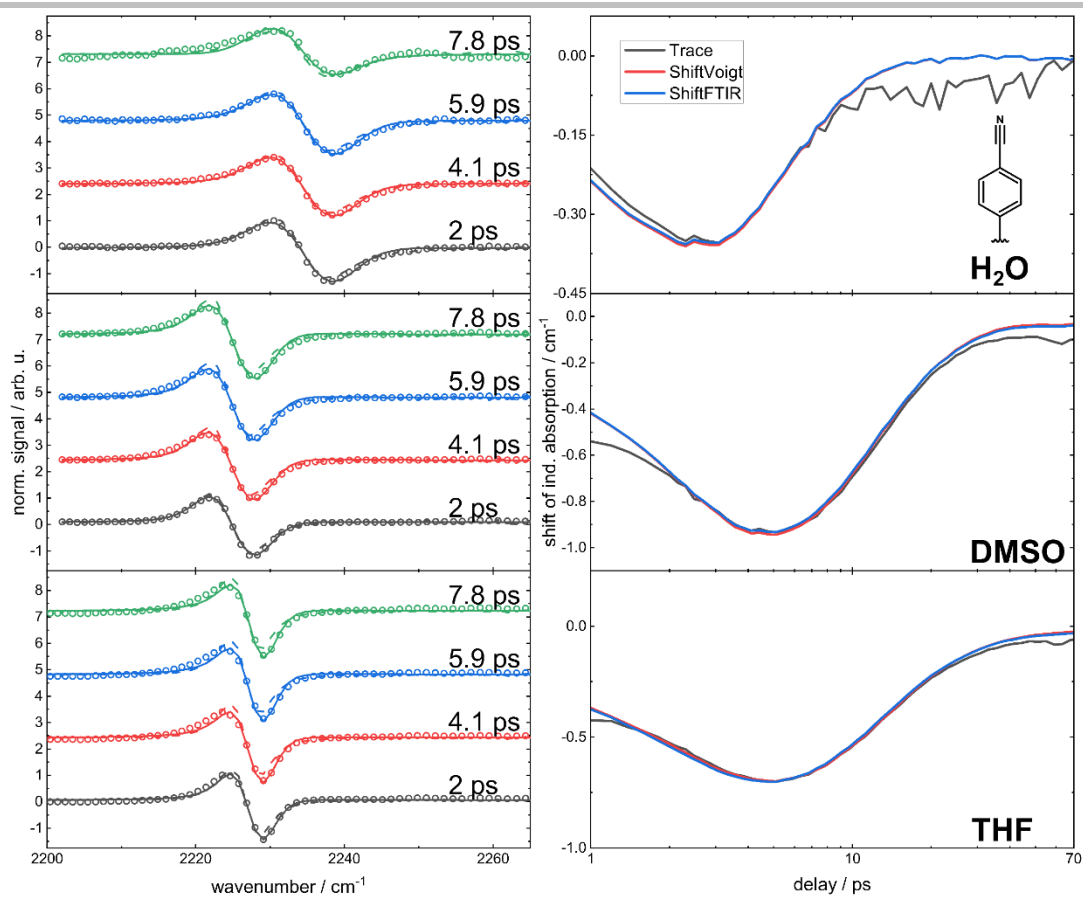 8
7
6
5
4
3
2
1
0
-1
7.8 ps
5.9 ps
4.1 ps
2 ps
8
7
6
5
4
3
2
1
0
-1
7.8 ps
5.9 ps
4.1 ps
2 ps
8
7
6
5
4
3
2
1
0
-1
7.8 ps
5.9 ps
4.1 ps
2 ps
norm. signal / arb. u.
2200
2220
2240
2260
wavenumber / cm⁻¹
0.00
-0.15
-0.30
-0.45
Trace
ShiftVoigt
ShiftFTIR
N
H₂O
0.0
-0.2
-0.4
-0.6
-0.8
-1.0
DMSO
0.0
-0.5
-1.0
THF
shift of ind. absorption / cm⁻¹
1
10
70
delay / ps